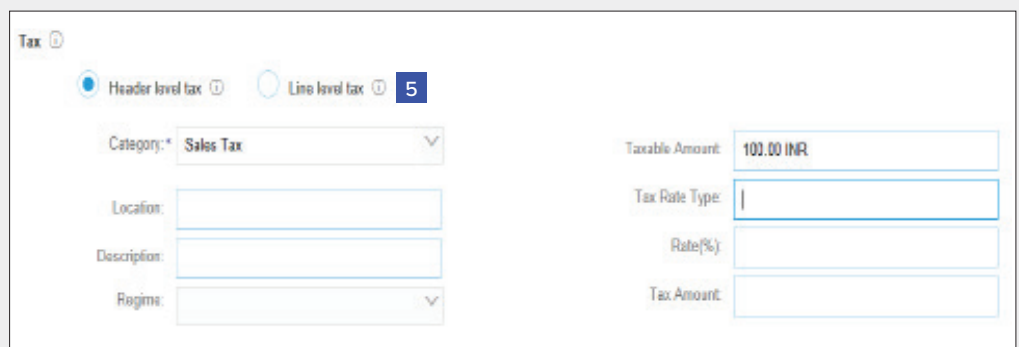 Tax
Header level tax Line level tax 5
Category:* Sales Tax
Taxable Amount: 100.00 INR
Location:
Tax Rate Type:
Description:
Rate(%):
Regime:
Tax Amount: